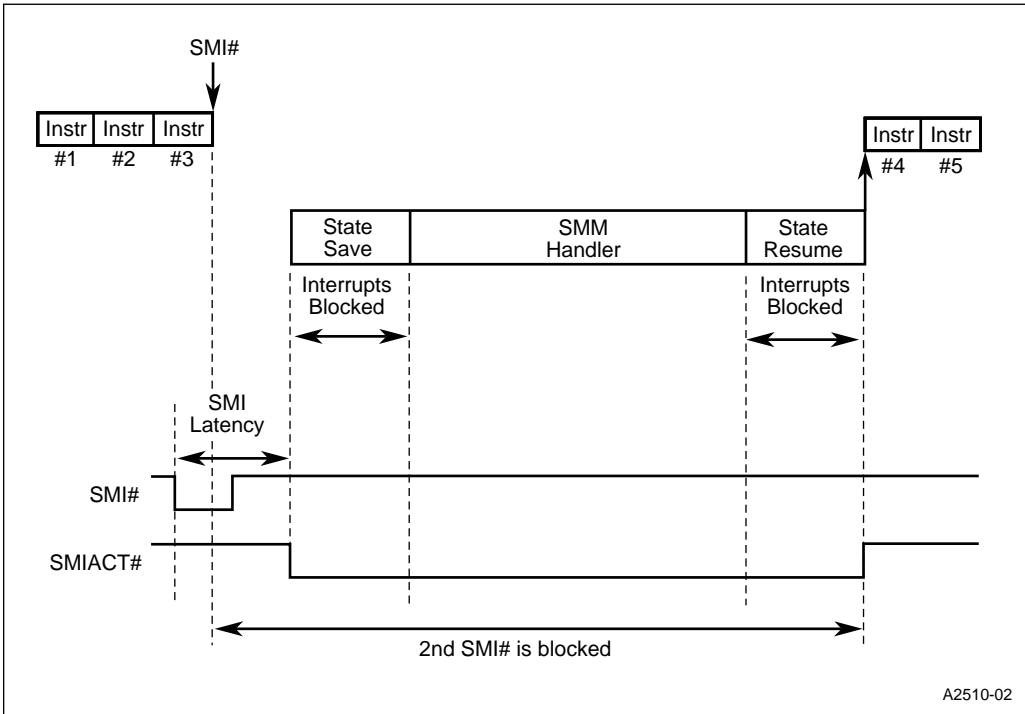 SMI#
Instr Instr Instr
#1 #2 #3
Instr Instr
#4 #5
State
Save
SMM
Handler
State
Resume
Interrupts
Blocked
Interrupts
Blocked
SMI
Latency
SMI#
SMIACT#
2nd SMI# is blocked
A2510-02